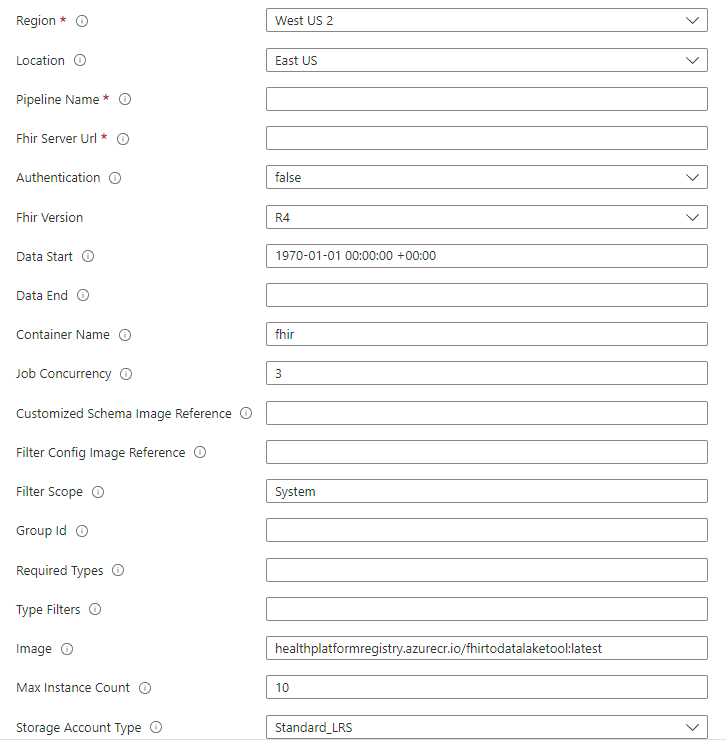 Region * West US 2
Location East US
Pipeline Name *
Fhir Server Url *
Authentication false
Fhir Version R4
Data Start 1970-01-01 00:00:00 +00:00
Data End
Container Name fhir
Job Concurrency 3
Customized Schema Image Reference
Filter Config Image Reference
Filter Scope System
Group Id
Required Types
Type Filters
Image healthplatformregistry.azurecr.io/fhirtodatalaketool:latest
Max Instance Count 10
Storage Account Type Standard_LRS